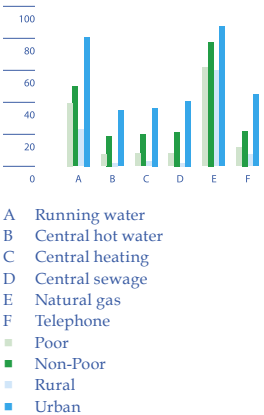 100
80
60
40
20
0
A B C D E F
A Running water
B Central hot water
C Central heating
D Central sewage
E Natural gas
F Telephone
Poor
Non-Poor
Rural
Urban